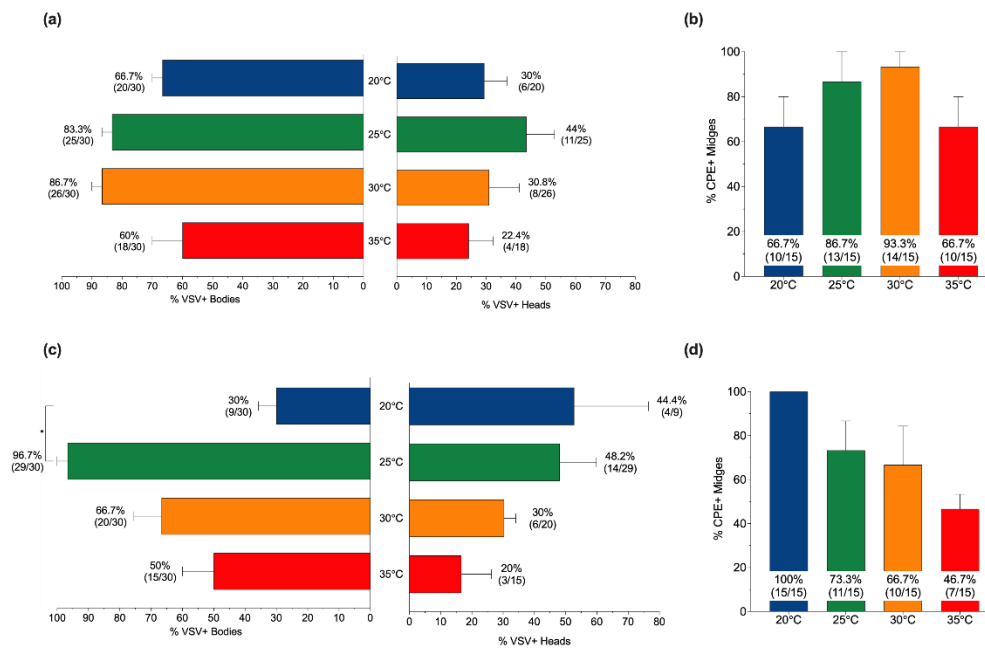 (a)
66.7%
(20/30)
83.3%
(25/30)
86.7%
(26/30)
60%
(18/30)
20°C
25°C
30°C
35°C
30%
(6/20)
44%
(11/25)
30.8%
(8/26)
22.4%
(4/18)
100 90 80 70 60 50 40 30 20 10 0
% VSV+ Bodies
0 10 20 30 40 50 60 70 80
% VSV+ Heads
(b)
% CPE+ Midges
100
80
60
40
20
0
66.7% 86.7% 93.3% 66.7%
(10/15) (13/15) (14/15) (10/15)
20°C 25°C 30°C 35°C
(c)
*
30%
(9/30)
96.7%
(29/30)
66.7%
(20/30)
50%
(15/30)
20°C
25°C
30°C
35°C
44.4%
(4/9)
48.2%
(14/29)
30%
(6/20)
20%
(3/15)
100 90 80 70 60 50 40 30 20 10 0
% VSV+ Bodies
0 10 20 30 40 50 60 70 80
% VSV+ Heads
(d)
% CPE+ Midges
100
80
60
40
20
0
100% 73.3% 66.7% 46.7%
(15/15) (11/15) (10/15) (7/15)
20°C 25°C 30°C 35°C